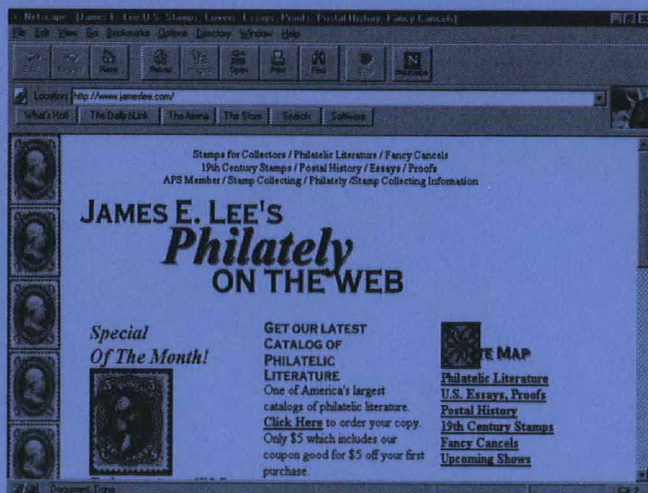 Netscape - [James E. Lee U.S. Stamps, Covers, Essays, Proofs, Postal History, Fancy Cancels]
File Edit View Go Bookmarks Options Directory Window Help
Home Reload Open Print Find
Location: http://www.jameslee.com/
What's Hot! The Daily bLink The Arena The Store Search Software
Stamps for Collectors / Philatelic Literature / Fancy Cancels
19th Century Stamps / Postal History / Essays / Proofs
APS Member / Stamp Collecting / Philately /Stamp Collecting Information
JAMES E. LEE'S
Philately
ON THE WEB
Special
Of The Month!
GET OUR LATEST
CATALOG OF
PHILATELIC
LITERATURE
One of America's largest
catalogs of philatelic literature.
Click Here to order your copy.
Only $5 which includes our
coupon good for $5 off your first
purchase.
TE MAP
Philatelic Literature
U.S. Essays, Proofs
Postal History
19th Century Stamps
Fancy Cancels
Upcoming Shows
Document: Done